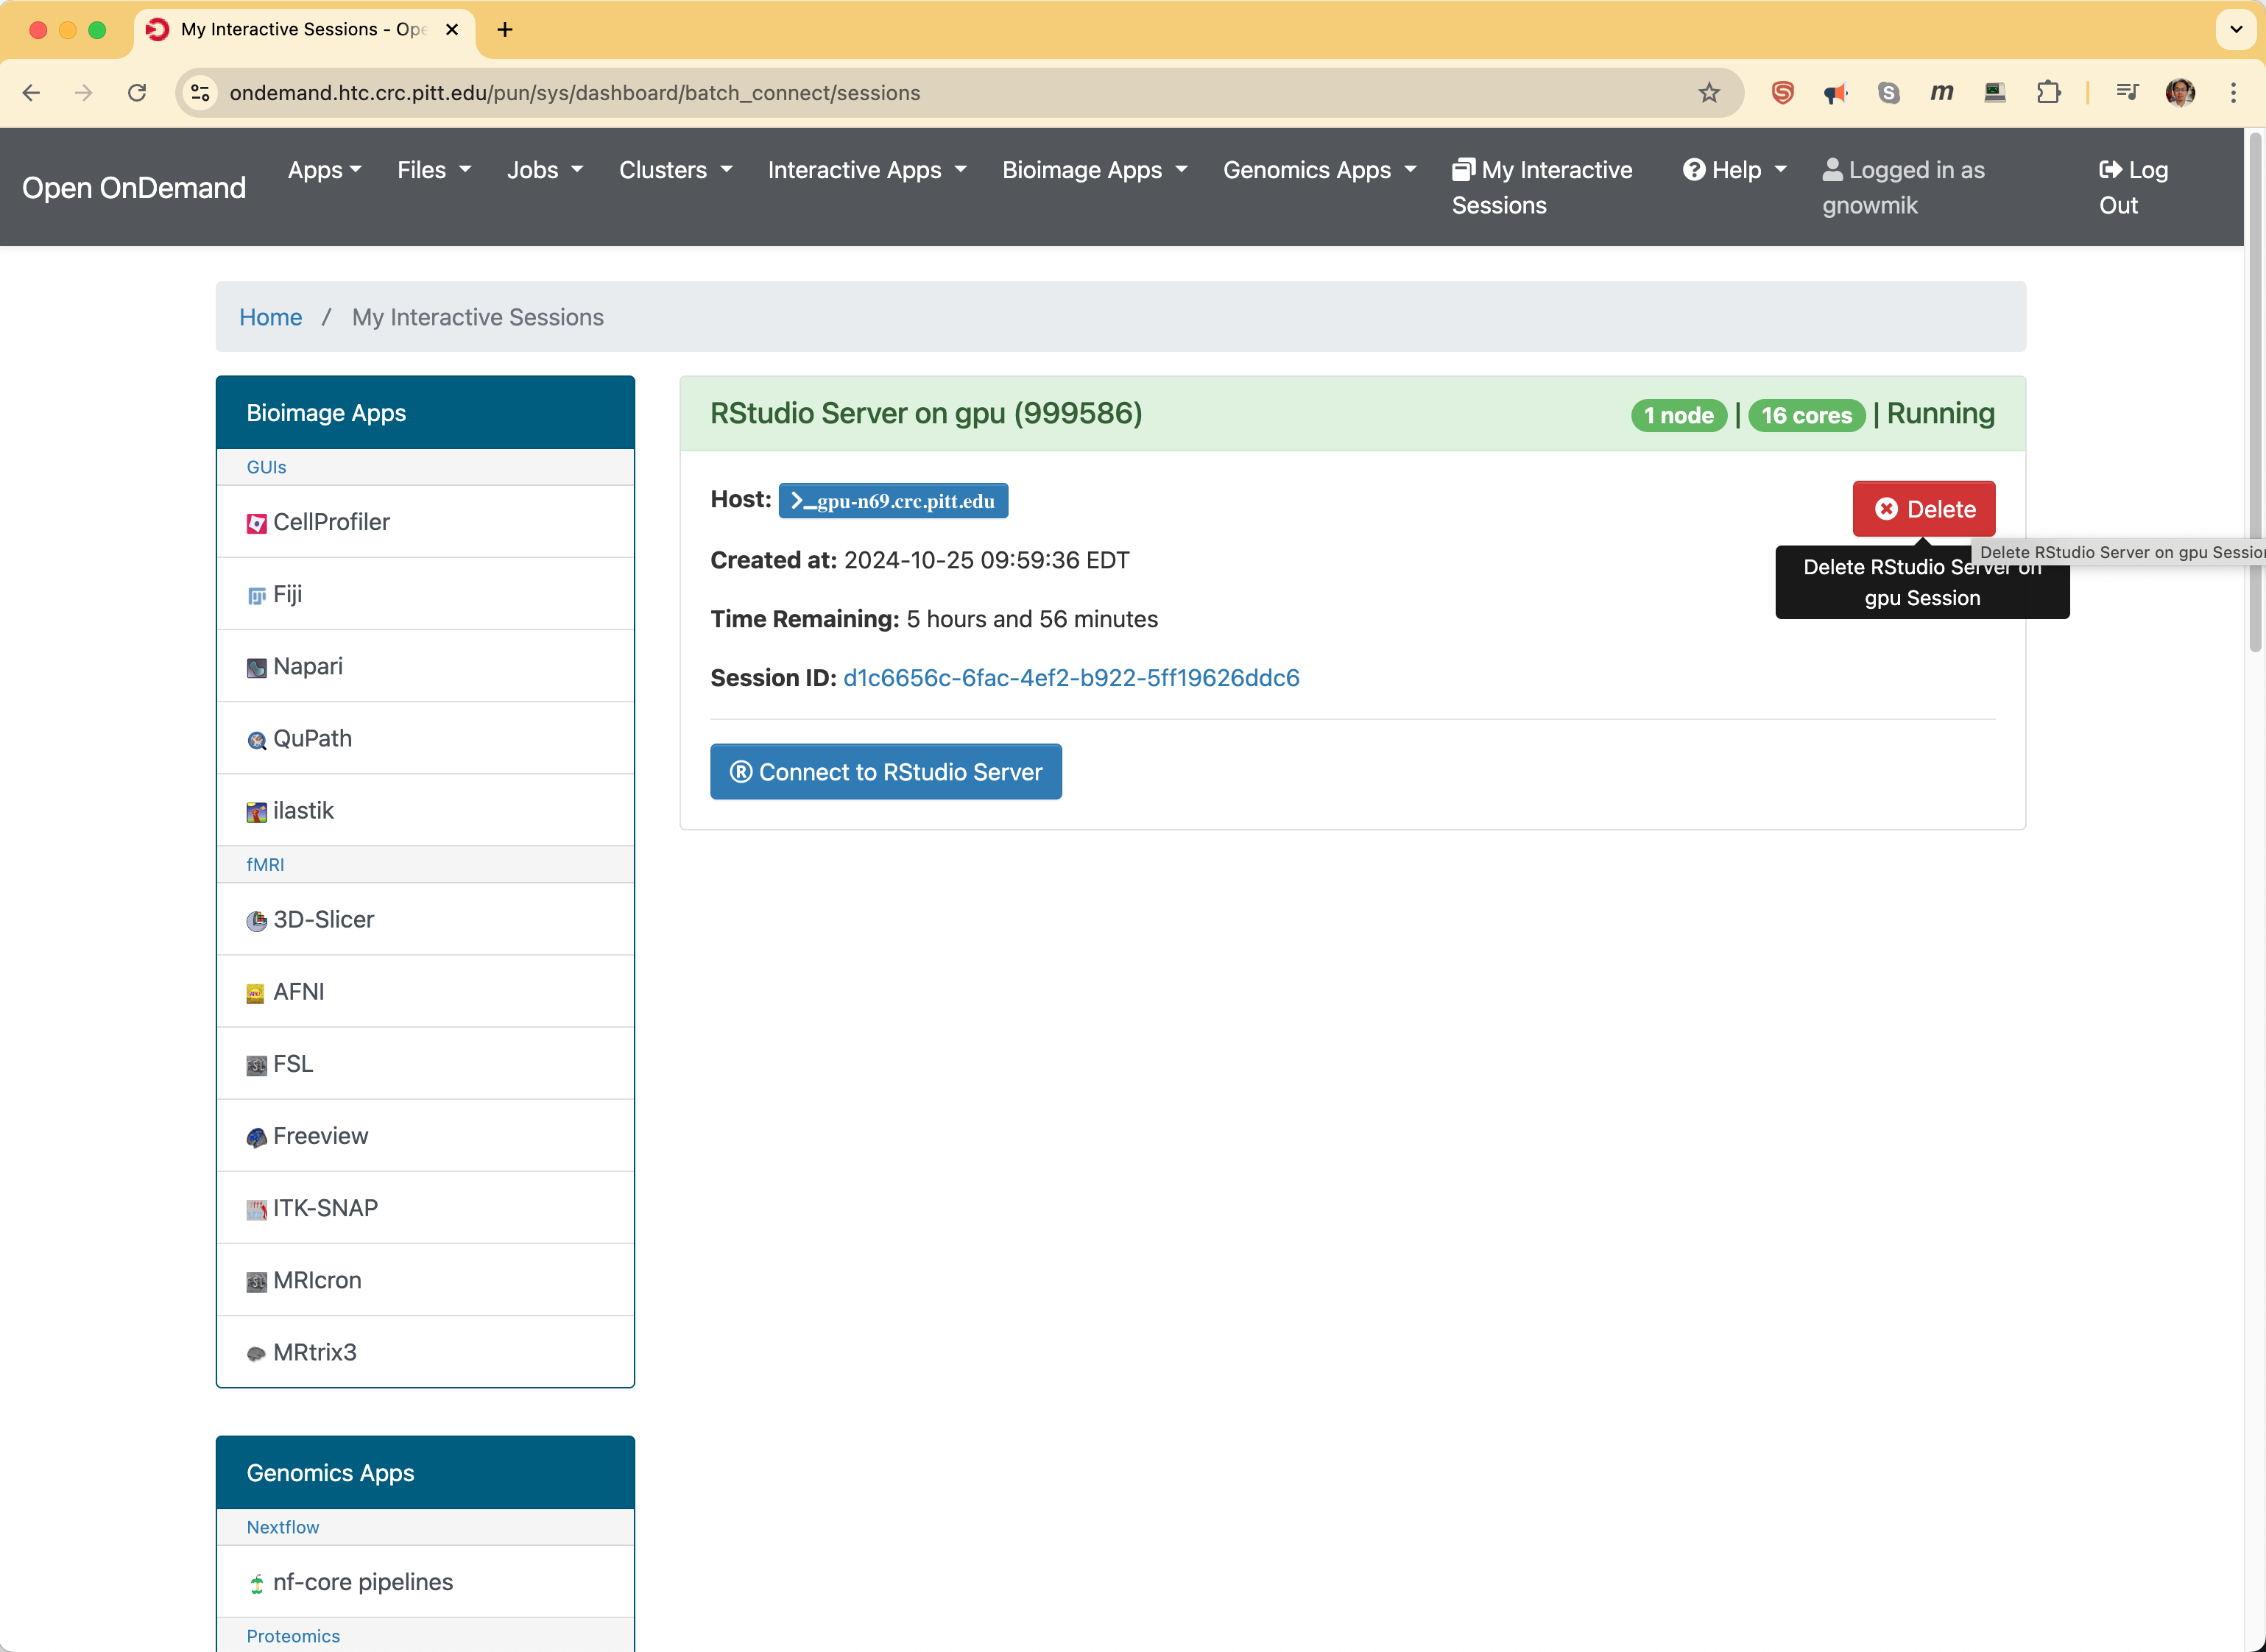 My Interactive Sessions - Ope
ondemand.htc.crc.pitt.edu/pun/sys/dashboard/batch_connect/sessions
Open OnDemand
Apps
Files
Jobs
Clusters
Interactive Apps
Bioimage Apps
Genomics Apps
My Interactive
Sessions
Help
Logged in as
gnowmik
Log
Out
Home / My Interactive Sessions
Bioimage Apps
GUIs
CellProfiler
Fiji
Napari
QuPath
ilastik
fMRI
3D-Slicer
AFNI
FSL
Freeview
ITK-SNAP
MRIcron
MRtrix3
Genomics Apps
Nextflow
nf-core pipelines
Proteomics
RStudio Server on gpu (999586)
1 node | 16 cores | Running
Host: >_gpu-n69.crc.pitt.edu
Delete
Delete RStudio Server on gpu Session
Delete RStudio Server on
gpu Session
Created at: 2024-10-25 09:59:36 EDT
Time Remaining: 5 hours and 56 minutes
Session ID: d1c6656c-6fac-4ef2-b922-5ff19626ddc6
® Connect to RStudio Server